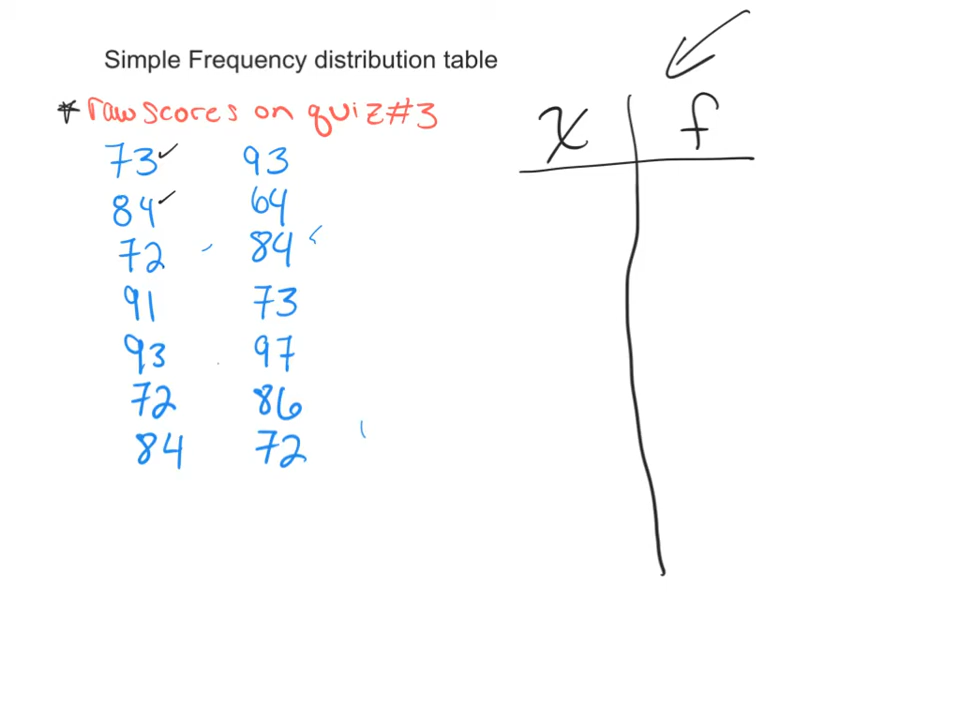 Simple Frequency distribution table
* raw scores on quiz #3
73 93
84 64
72 84
91 73
93 97
72 86
84 72
x f